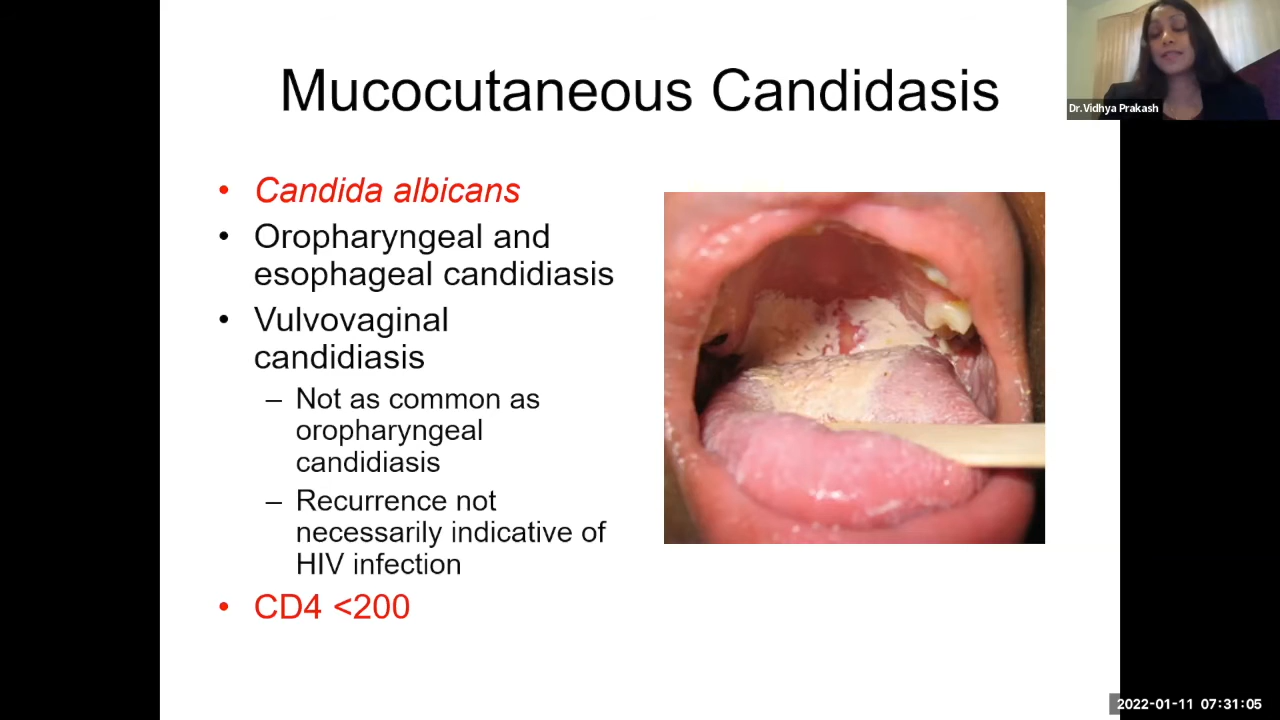 Mucocutaneous Candidasis
Dr.Vidhya Prakash
• Candida albicans
• Oropharyngeal and
esophageal candidiasis
• Vulvovaginal
candidiasis
– Not as common as
oropharyngeal
candidiasis
– Recurrence not
necessarily indicative of
HIV infection
• CD4 <200
2022-01-11 07:31:05